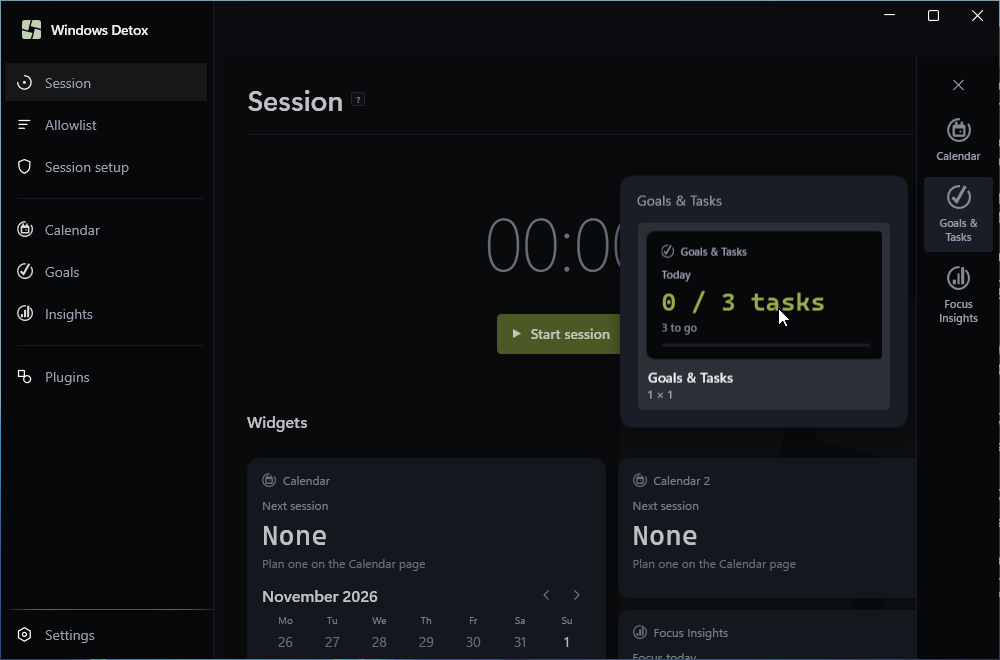 Windows Detox
Session
Allowlist
Session setup
Calendar
Goals
Insights
Plugins
Settings
Session ?
00:0
Start session
Widgets
Calendar
Next session
None
Plan one on the Calendar page
November 2026
Mo Tu We Th Fr Sa Su
26 27 28 29 30 31 1
Calendar 2
Next session
None
Plan one on the Calendar page
Focus Insights
Focus today
Goals & Tasks
Goals & Tasks
Today
0 / 3 tasks
3 to go
Goals & Tasks
1 × 1
Calendar
Goals &
Tasks
Focus
Insights